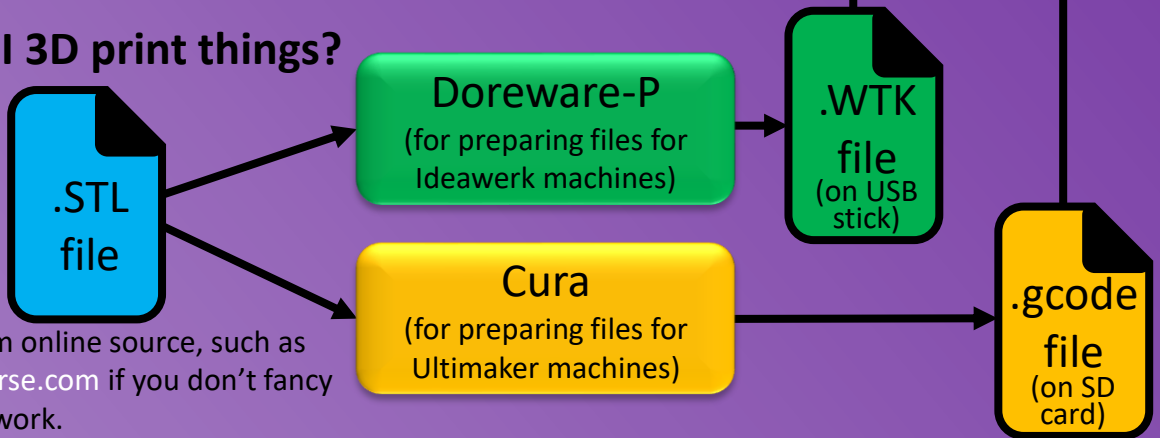 I 3D print things?
.STL
file
Doreware-P
(for preparing files for
Ideawerk machines)
.WTK
file
(on USB
stick)
Cura
(for preparing files for
Ultimaker machines)
.gcode
file
(on SD
card)
online source, such as
rse.com if you don’t fancy
work.